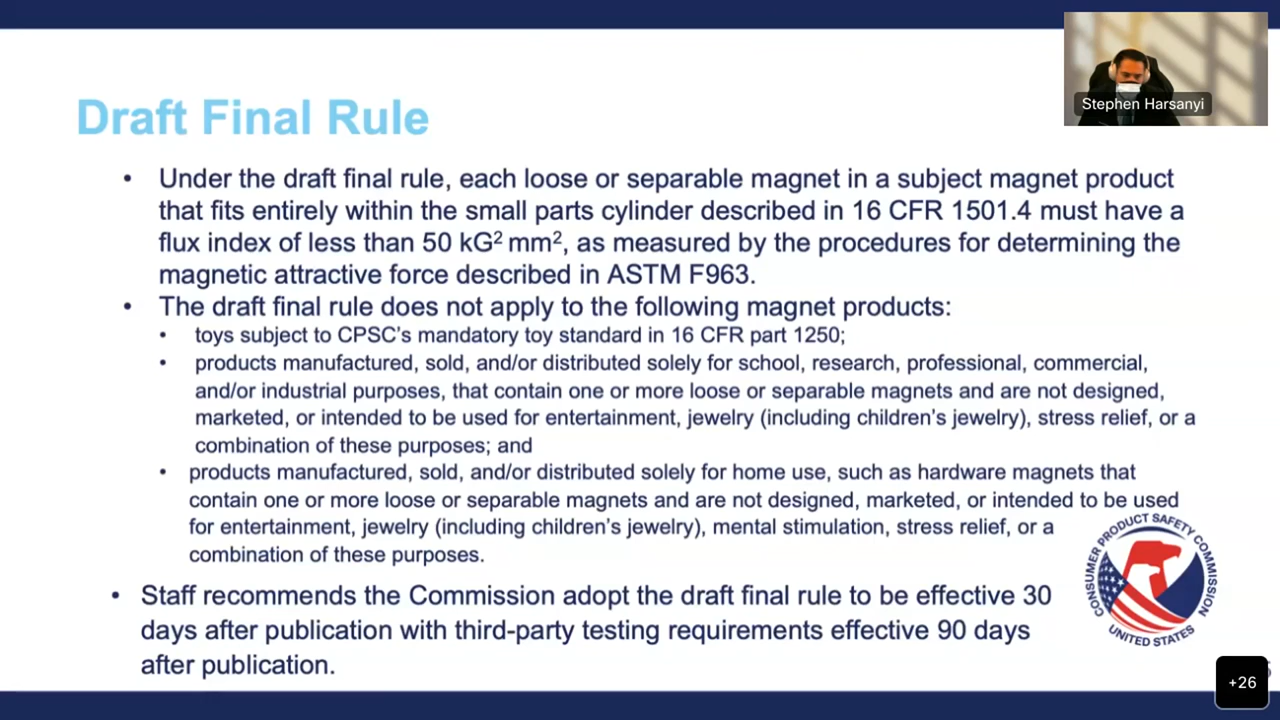 Stephen Harsanyi
Draft Final Rule
• Under the draft final rule, each loose or separable magnet in a subject magnet product
that fits entirely within the small parts cylinder described in 16 CFR 1501.4 must have a
flux index of less than 50 kG² mm², as measured by the procedures for determining the
magnetic attractive force described in ASTM F963.
• The draft final rule does not apply to the following magnet products:
• toys subject to CPSC's mandatory toy standard in 16 CFR part 1250;
• products manufactured, sold, and/or distributed solely for school, research, professional, commercial,
and/or industrial purposes, that contain one or more loose or separable magnets and are not designed,
marketed, or intended to be used for entertainment, jewelry (including children's jewelry), stress relief, or a
combination of these purposes; and
• products manufactured, sold, and/or distributed solely for home use, such as hardware magnets that
contain one or more loose or separable magnets and are not designed, marketed, or intended to be used
for entertainment, jewelry (including children's jewelry), mental stimulation, stress relief, or a
combination of these purposes.
• Staff recommends the Commission adopt the draft final rule to be effective 30
days after publication with third-party testing requirements effective 90 days
after publication.
CONSUMER PRODUCT SAFETY COMMISSION
UNITED STATES
+26